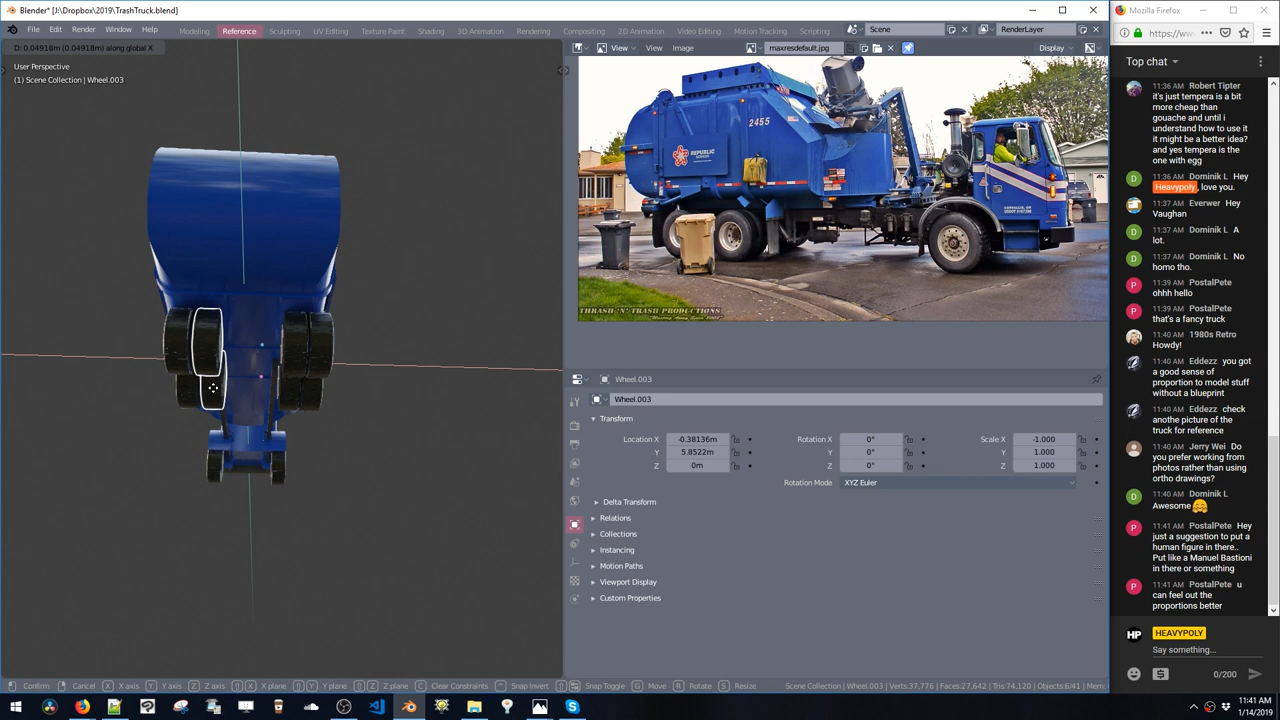 Blender* [J:\Dropbox\2019\TrashTruck.blend]
File Edit Render Window Help
Modeling Reference Sculpting UV Editing Texture Paint Shading 3D Animation Rendering Compositing 2D Animation Video Editing Motion Tracking Scripting
Scene
RenderLayer
D: 0.04918m (0.04918m) along global X
User Perspective
(1) Scene Collection | Wheel.003
View View Image
maxresdefault.jpg
Display
2455
REPUBLIC
THRASH 'N' TRASH PRODUCTIONS
Wheel.003
Wheel.003
Transform
Location X -0.38136m
Y 5.8522m
Z 0m
Rotation X 0°
Y 0°
Z 0°
Scale X -1.000
Y 1.000
Z 1.000
Rotation Mode XYZ Euler
Delta Transform
Relations
Collections
Instancing
Motion Paths
Viewport Display
Custom Properties
Confirm Cancel X X axis Y Y axis Z Z axis X X plane Y Y plane Z Z plane C Clear Constraints Snap Invert Snap Toggle G Move R Rotate S Resize
Scene Collection | Wheel.003 | Verts:37,776 | Faces:27,642 | Tris:74,120 | Objects:6/41 | Mem:
Mozilla Firefox
https://ww
Top chat
Robert Tipter
it's just tempera is a bit
more cheap than
gouache and until i
understand how to use it
it might be a better idea?
and yes tempera is the
one with egg
11:36 AM Dominik L Hey
Heavypoly, love you.
11:37 AM Everwer Hey
Vaughan
11:37 AM Dominik L A
lot.
11:37 AM Dominik L No
homo tho.
11:39 AM PostalPete
ohhh hello
11:39 AM PostalPete
that's a fancy truck
11:40 AM 1980s Retro
Howdy!
11:40 AM Eddezz you got
a good sense of
proportion to model stuff
without a blueprint
11:40 AM Eddezz check
anothe picture of the
truck for reference
11:40 AM Jerry Wei Do
you prefer working from
photos rather than using
ortho drawings?
11:40 AM Dominik L
Awesome 🤗
11:41 AM PostalPete Hey
just a suggestion to put a
human figure in there..
Put like a Manuel Bastioni
in there or something
11:41 AM PostalPete u
can feel out the
proportions better
HP HEAVYPOLY
Say something...
0/200
11:41 AM
1/14/2019